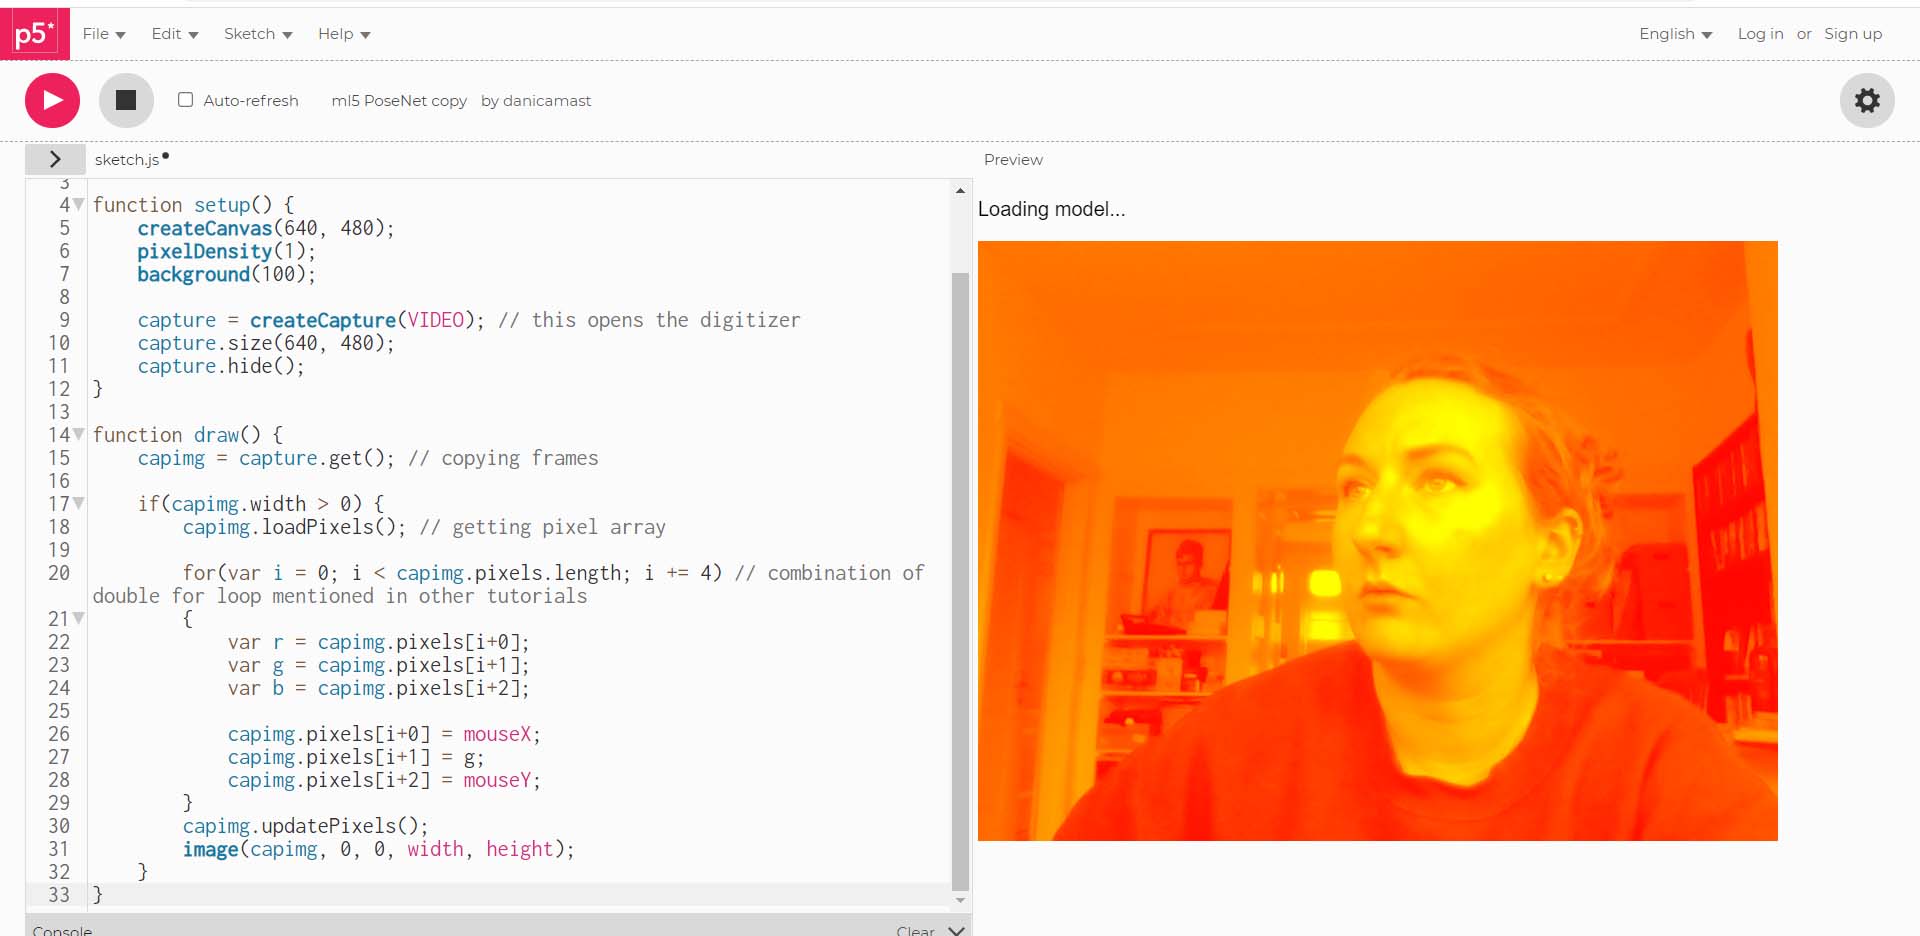 p5*
File Edit Sketch Help English Log in or Sign up
Auto-refresh ml5 PoseNet copy by danicamast
sketch.js Preview
Loading model...
3
4 function setup() {
5 createCanvas(640, 480);
6 pixelDensity(1);
7 background(100);
8
9 capture = createCapture(VIDEO); // this opens the digitizer
10 capture.size(640, 480);
11 capture.hide();
12 }
13
14 function draw() {
15 capimg = capture.get(); // copying frames
16
17 if(capimg.width > 0) {
18 capimg.loadPixels(); // getting pixel array
19
20 for(var i = 0; i < capimg.pixels.length; i += 4) // combination of
double for loop mentioned in other tutorials
21 {
22 var r = capimg.pixels[i+0];
23 var g = capimg.pixels[i+1];
24 var b = capimg.pixels[i+2];
25
26 capimg.pixels[i+0] = mouseX;
27 capimg.pixels[i+1] = g;
28 capimg.pixels[i+2] = mouseY;
29 }
30 capimg.updatePixels();
31 image(capimg, 0, 0, width, height);
32 }
33 }
Console Clear